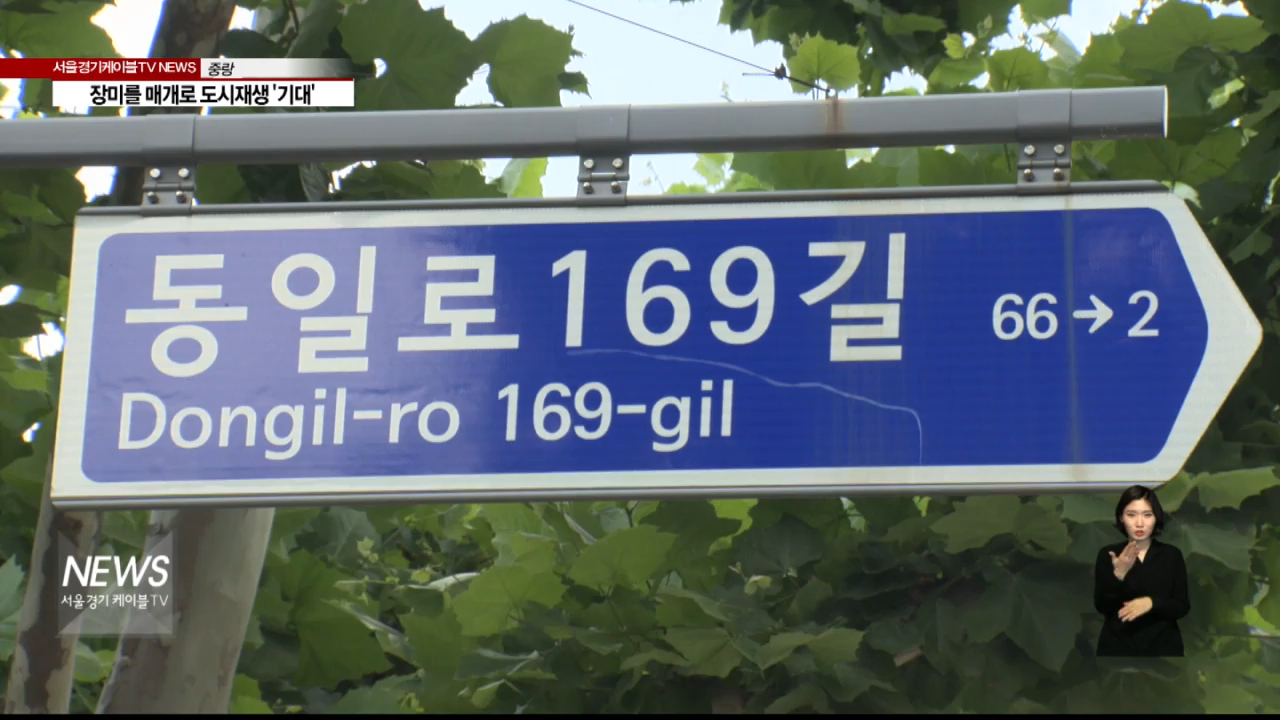 서울경기케이블TV NEWS 중랑
장미를 매개로 도시재생 '기대'
동일로169길 66→2
Dongil-ro 169-gil
NEWS
서울경기 케이블TV